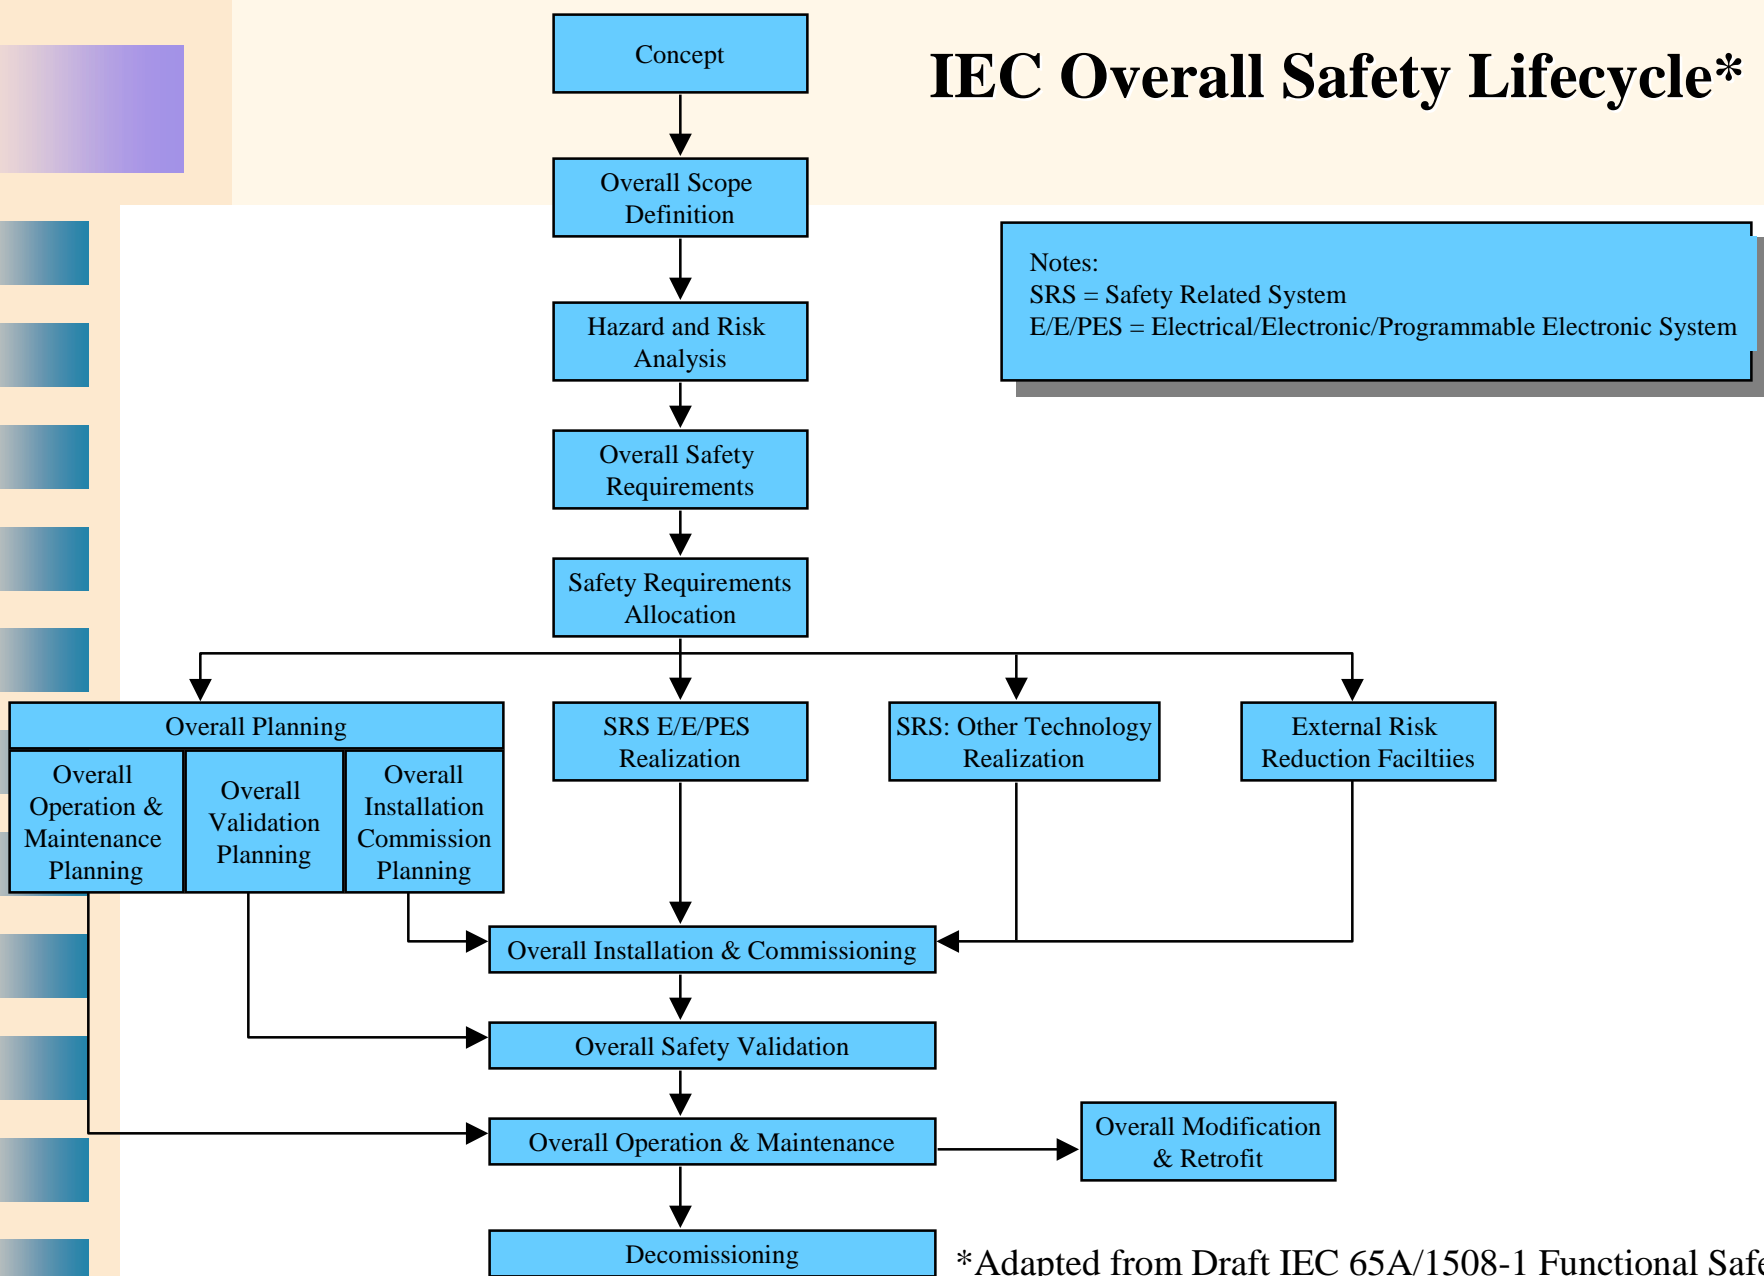 Concept
IEC Overall Safety Lifecycle*
Overall Scope
Definition
Notes:
SRS = Safety Related System
E/E/PES = Electrical/Electronic/Programmable Electronic System
Hazard and Risk
Analysis
Overall Safety
Requirements
Safety Requirements
Allocation
Overall Planning
Overall
Operation &
Maintenance
Planning
Overall
Validation
Planning
Overall
Installation
Commission
Planning
SRS E/E/PES
Realization
SRS: Other Technology
Realization
External Risk
Reduction Faciltiies
Overall Installation & Commissioning
Overall Safety Validation
Overall Operation & Maintenance
Overall Modification
& Retrofit
Decomissioning
*Adapted from Draft IEC 65A/1508-1 Functional Safe